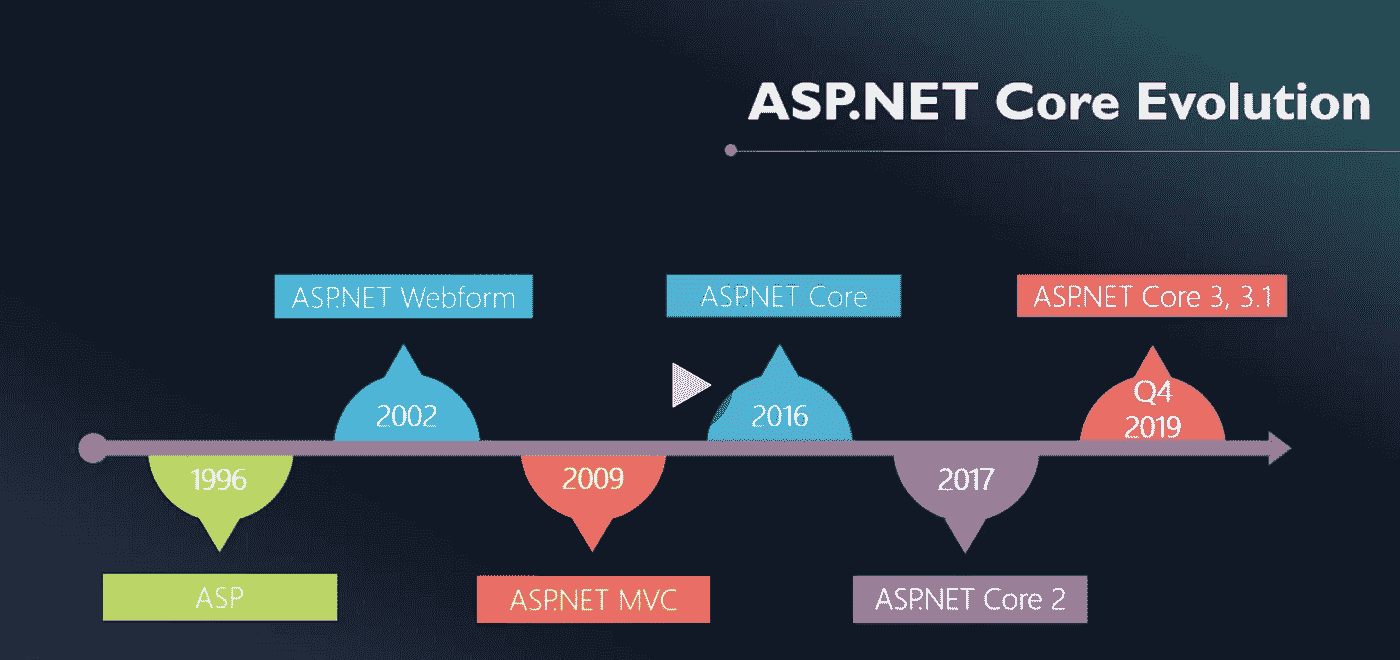 ASP.NET Core Evolution
ASP.NET Webform
ASP.NET Core
ASP.NET Core 3, 3.1
2002
2016
Q4
2019
1996
2009
2017
ASP
ASP.NET MVC
ASP.NET Core 2